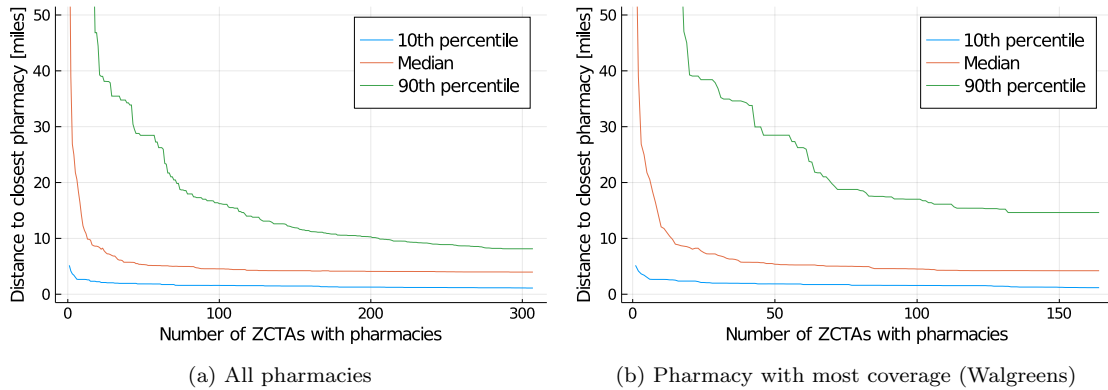 Distance to closest pharmacy [miles]
50
40
30
20
10
0
10th percentile
Median
90th percentile
0
100
200
300
Number of ZCTAs with pharmacies
(a) All pharmacies
Distance to closest pharmacy [miles]
50
40
30
20
10
0
10th percentile
Median
90th percentile
0
50
100
150
Number of ZCTAs with pharmacies
(b) Pharmacy with most coverage (Walgreens)